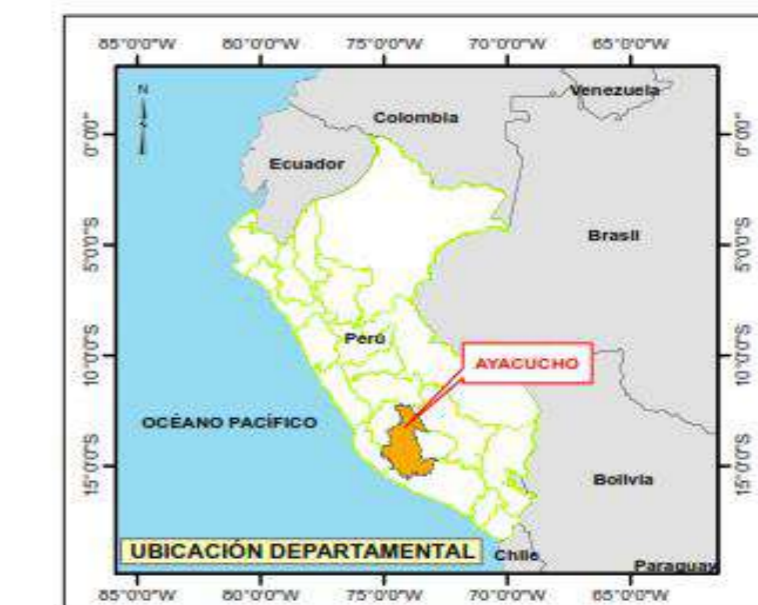 85°0'0"W 80°0'0"W 75°0'0"W 70°0'0"W 65°0'0"W
N
Venezuela
Colombia
0°0'0"
0°0'0"
Ecuador
Brasil
5°0'0"S
5°0'0"S
Perú
AYACUCHO
10°0'0"S
10°0'0"S
OCÉANO PACÍFICO
15°0'0"S
15°0'0"S
Bolivia
UBICACIÓN DEPARTAMENTAL
Chile
Paraguay
85°0'0"W 80°0'0"W 75°0'0"W 70°0'0"W 65°0'0"W